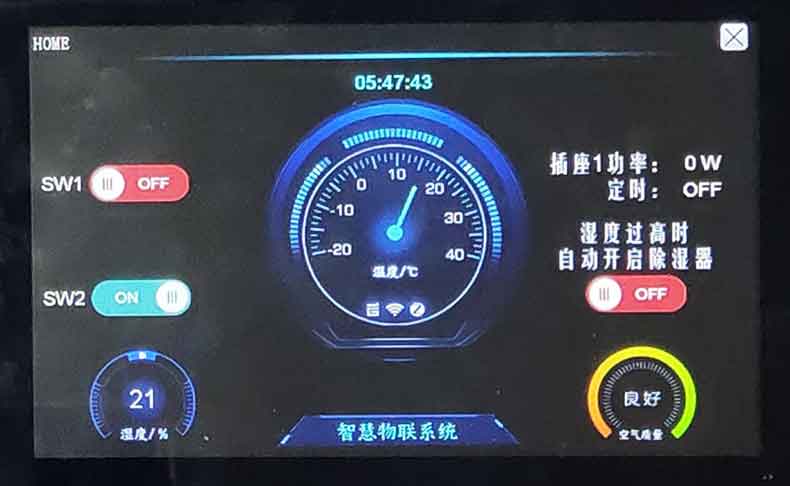 HOME
05:47:43
SW1 OFF
插座1功率： 0W
定时： OFF
0 10 20
-10 30
-20 40
温度/℃
湿度过高时
自动开启除湿器
OFF
SW2 ON
21
湿度/%
智慧物联系统
良好
空气质量